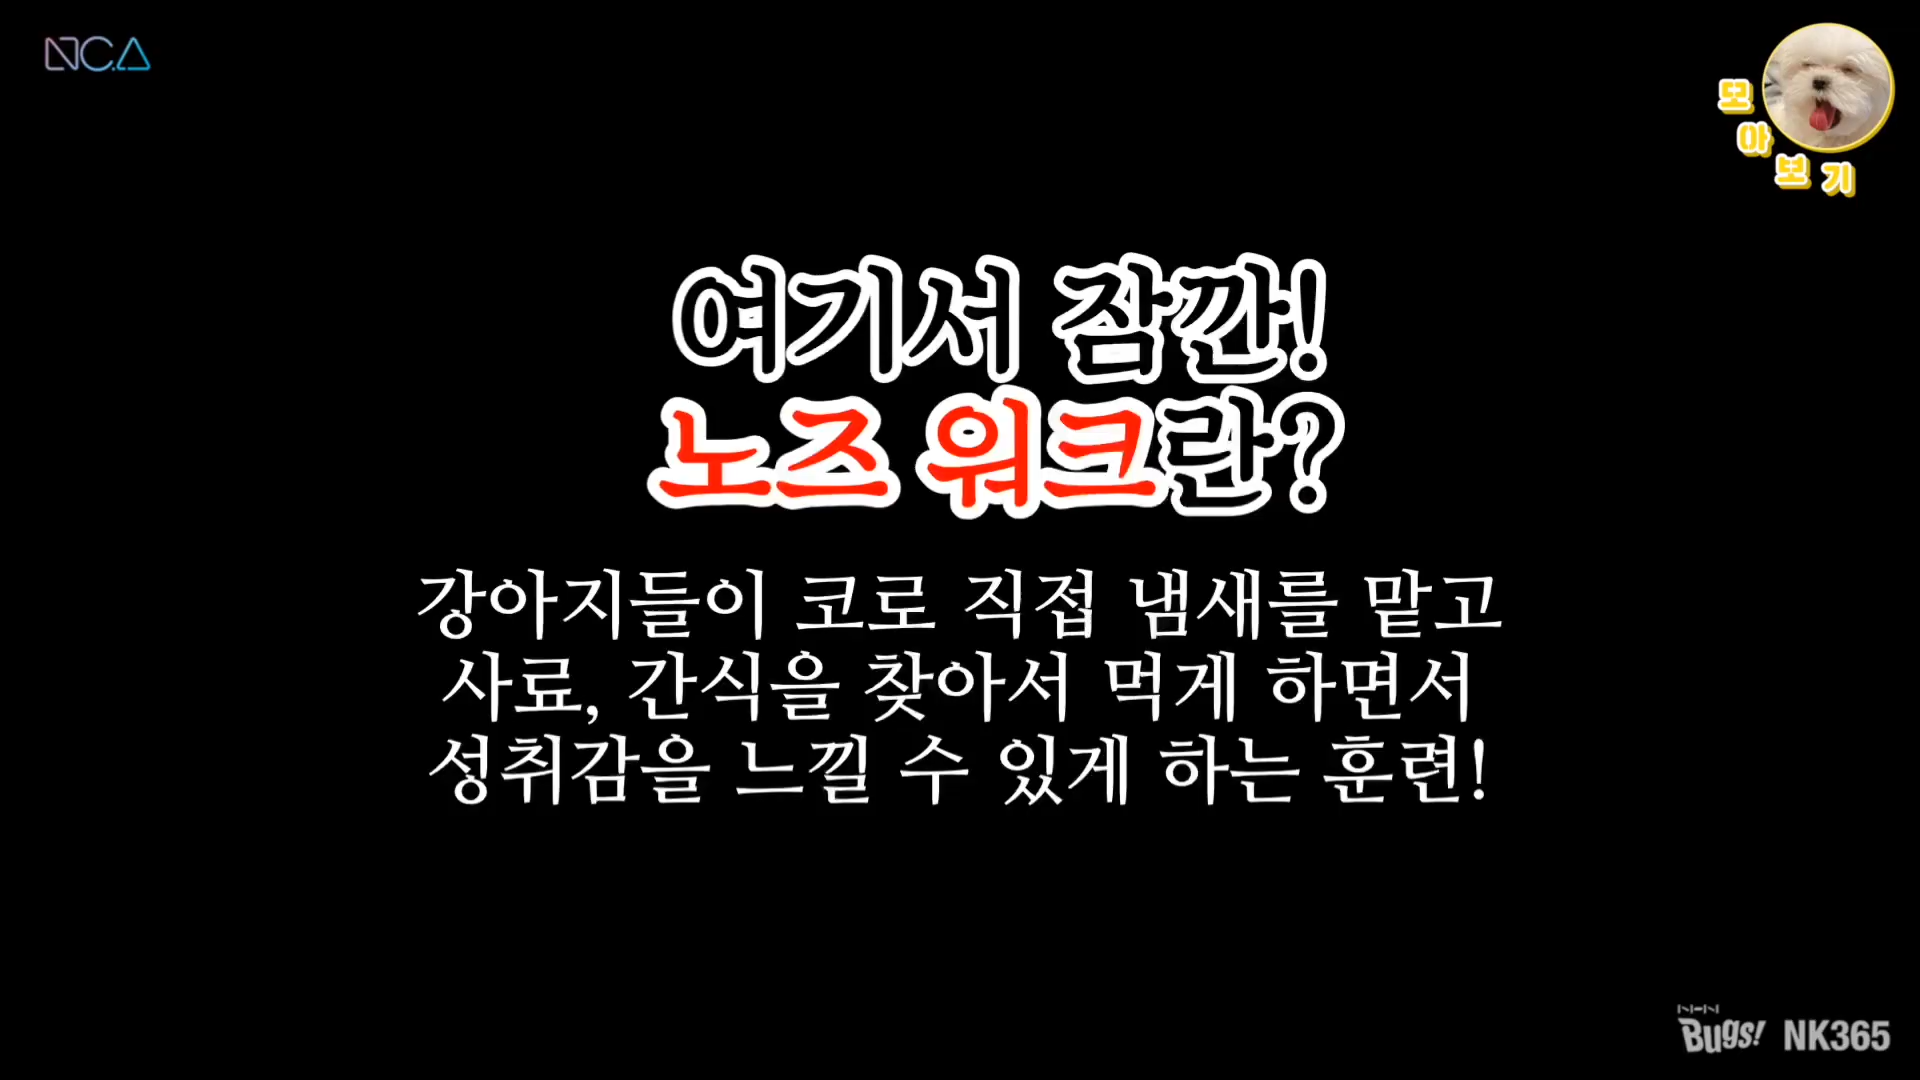 NC.A
모아보기
여기서 잠깐!
노즈 워크란?
강아지들이 코로 직접 냄새를 맡고
사료, 간식을 찾아서 먹게 하면서
성취감을 느낄 수 있게 하는 훈련!
NHN
Bugs! NK365